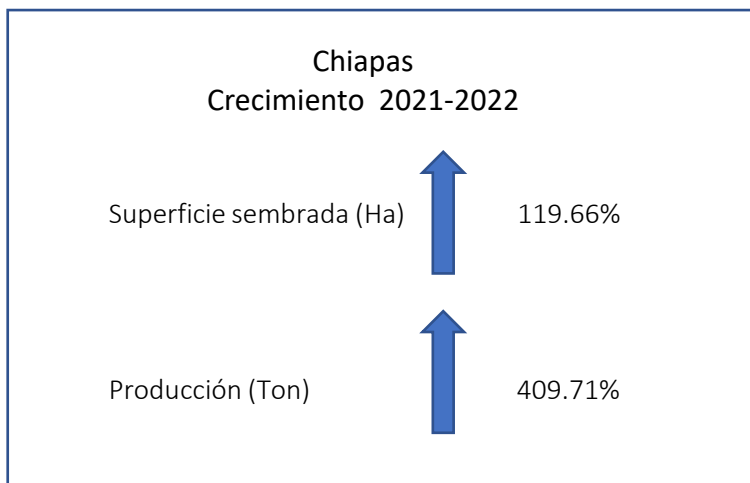 Chiapas
Crecimiento 2021-2022
Superficie sembrada (Ha) 119.66%
Producción (Ton) 409.71%